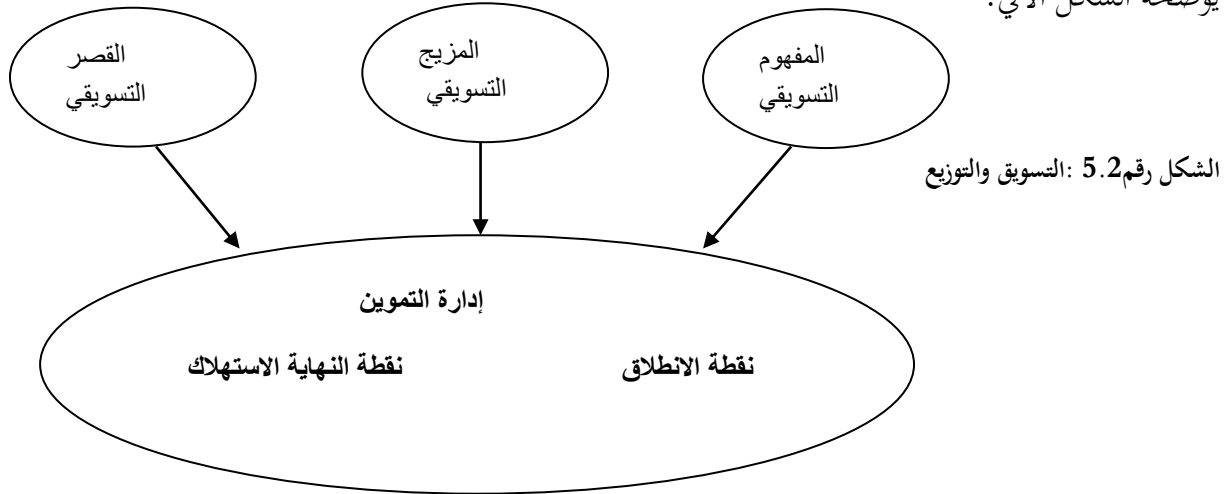 يوضحه الشكل الآتي:
المفهوم
التسويقي
المزيج
التسويقي
القصر
التسويقي
الشكل رقم5.2 :التسويق والتوزيع
إدارة التموين
نقطة الانطلاق
نقطة النهاية الاستهلاك